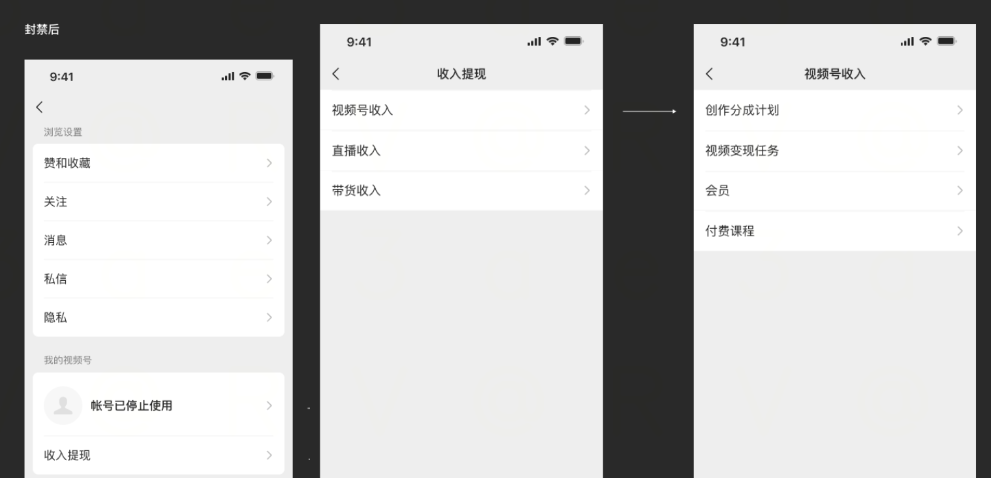 封禁后
9:41
浏览设置
赞和收藏
关注
消息
私信
隐私
我的视频号
帐号已停止使用
收入提现
9:41
收入提现
视频号收入
直播收入
带货收入
9:41
视频号收入
创作分成计划
视频变现任务
会员
付费课程